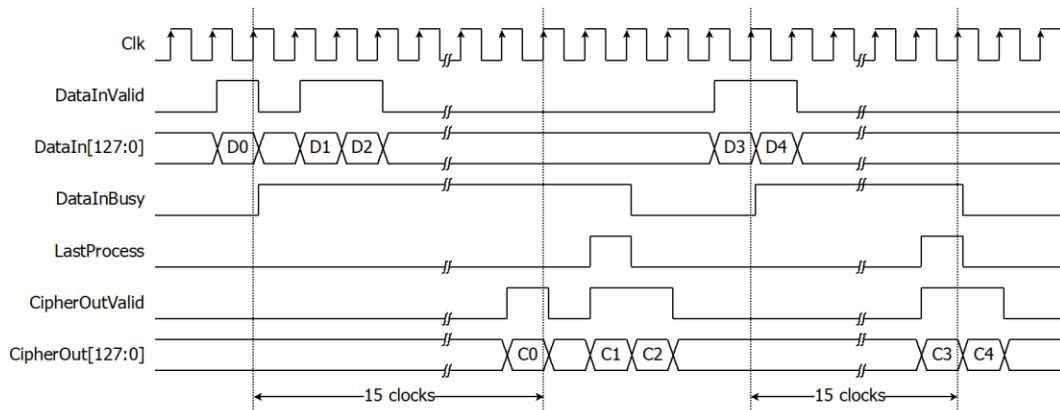 Clk
DataInValid
DataIn[127:0]
D0 D1 D2 D3 D4
DataInBusy
LastProcess
CipherOutValid
CipherOut[127:0]
C0 C1 C2 C3 C4
15 clocks 15 clocks